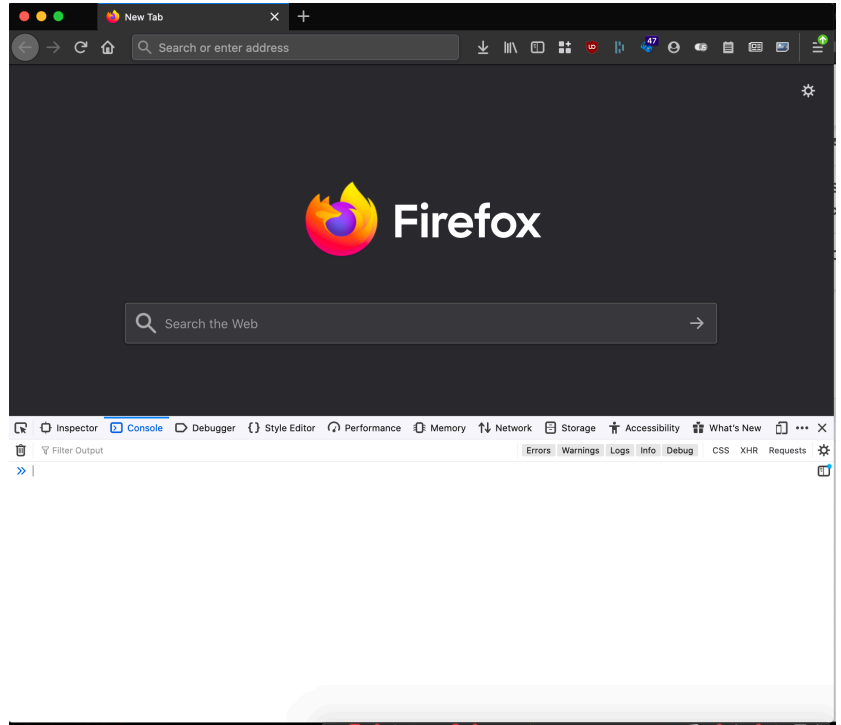 New Tab
Search or enter address
47
Firefox
Search the Web
Inspector Console Debugger {} Style Editor Performance Memory Network Storage Accessibility What's New
Filter Output Errors Warnings Logs Info Debug CSS XHR Requests